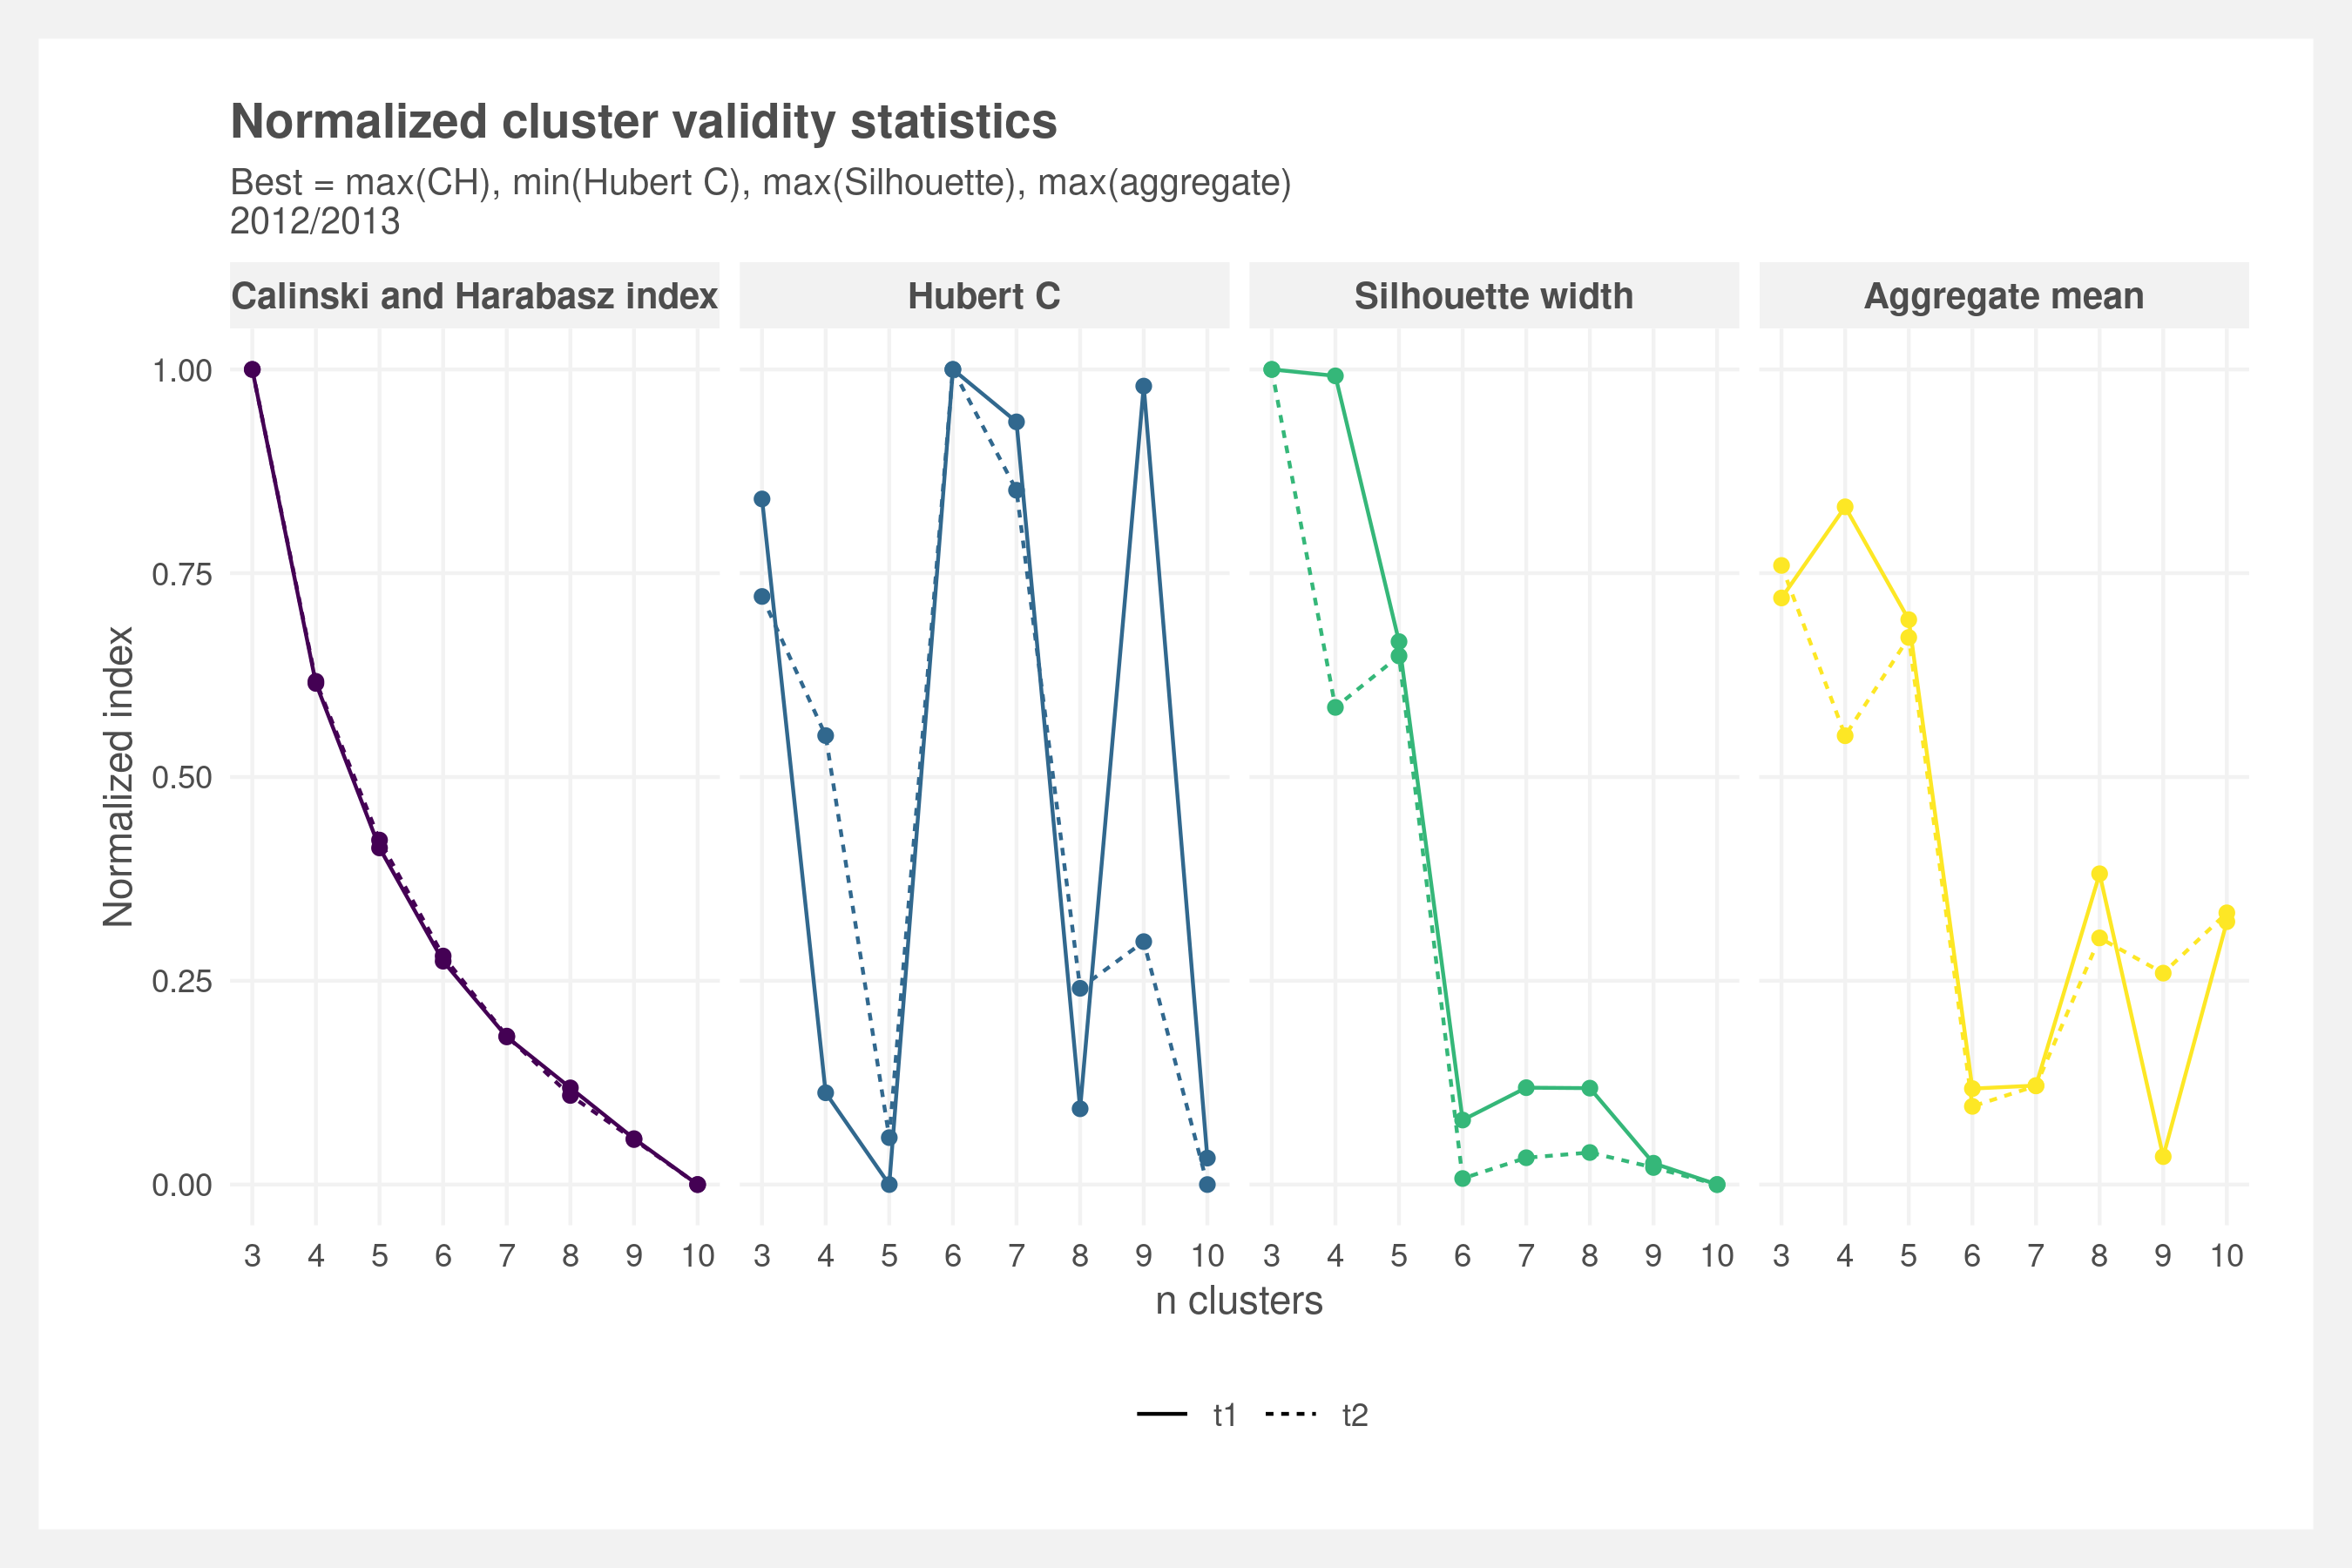 Normalized cluster validity statistics
Best = max(CH), min(Hubert C), max(Silhouette), max(aggregate)
2012/2013
Calinski and Harabasz index
Hubert C
Silhouette width
Aggregate mean
Normalized index
1.00
0.75
0.50
0.25
0.00
3 4 5 6 7 8 9 10
3 4 5 6 7 8 9 10
3 4 5 6 7 8 9 10
3 4 5 6 7 8 9 10
n clusters
t1 t2